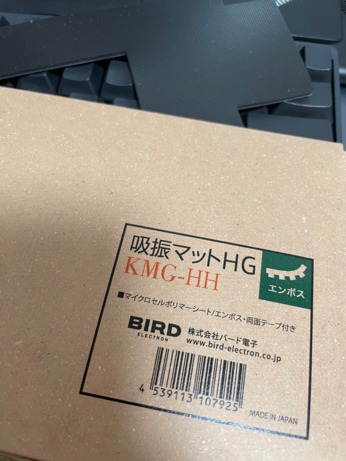 吸振マットHG
KMG-HH
エンボス
■マイクロセルポリマーシート/エンボス・両面テープ付き
BIRD
ELECTRON
株式会社バード電子
www.bird-electron.co.jp
4 539113 107925
MADE IN JAPAN